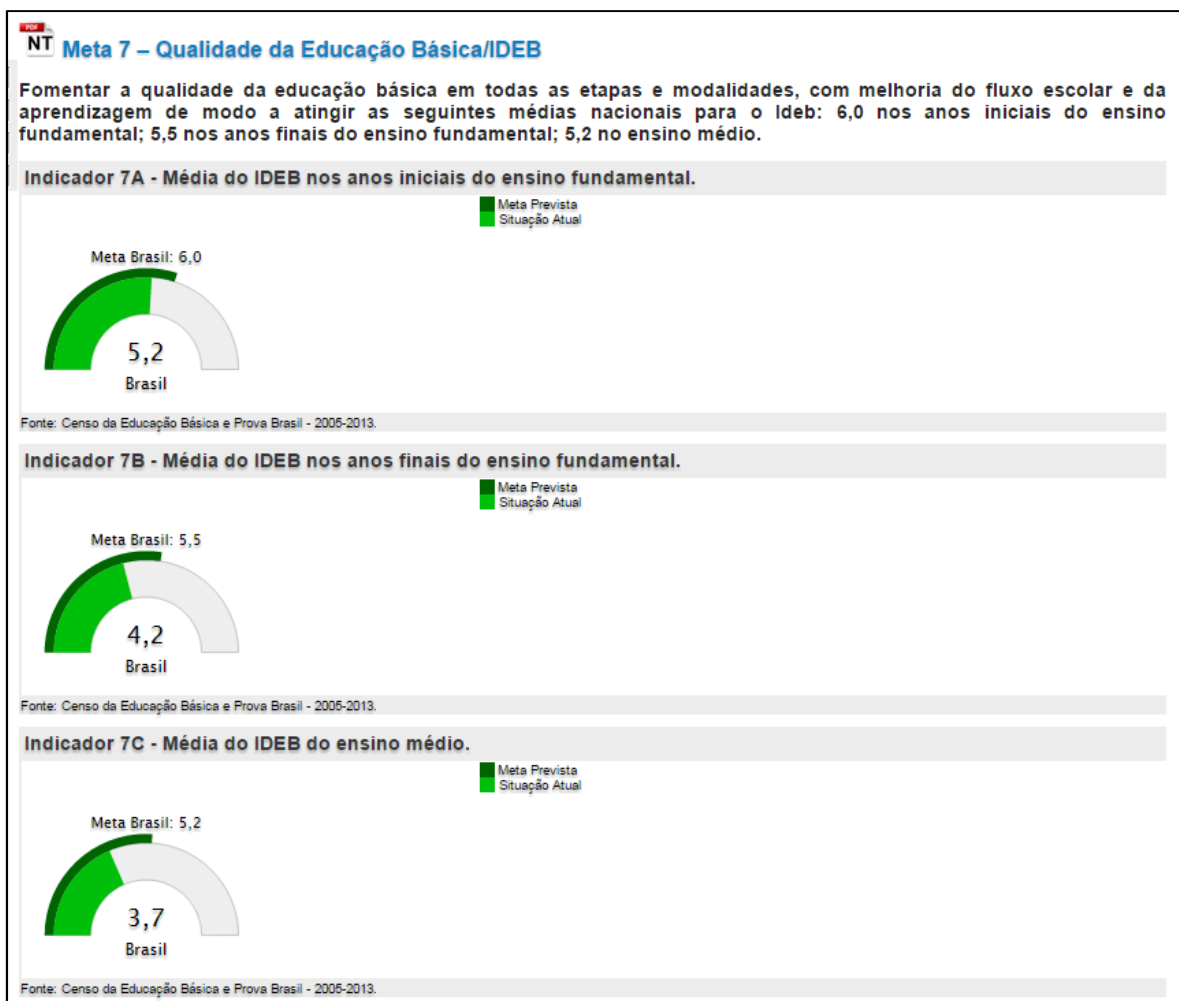 PDF
NT Meta 7 – Qualidade da Educação Básica/IDEB
Fomentar a qualidade da educação básica em todas as etapas e modalidades, com melhoria do fluxo escolar e da
aprendizagem de modo a atingir as seguintes médias nacionais para o Ideb: 6,0 nos anos iniciais do ensino
fundamental; 5,5 nos anos finais do ensino fundamental; 5,2 no ensino médio.
Indicador 7A - Média do IDEB nos anos iniciais do ensino fundamental.
Meta Prevista
Situação Atual
Meta Brasil: 6,0
5,2
Brasil
Fonte: Censo da Educação Básica e Prova Brasil - 2005-2013.
Indicador 7B - Média do IDEB nos anos finais do ensino fundamental.
Meta Prevista
Situação Atual
Meta Brasil: 5,5
4,2
Brasil
Fonte: Censo da Educação Básica e Prova Brasil - 2005-2013.
Indicador 7C - Média do IDEB do ensino médio.
Meta Prevista
Situação Atual
Meta Brasil: 5,2
3,7
Brasil
Fonte: Censo da Educação Básica e Prova Brasil - 2005-2013.